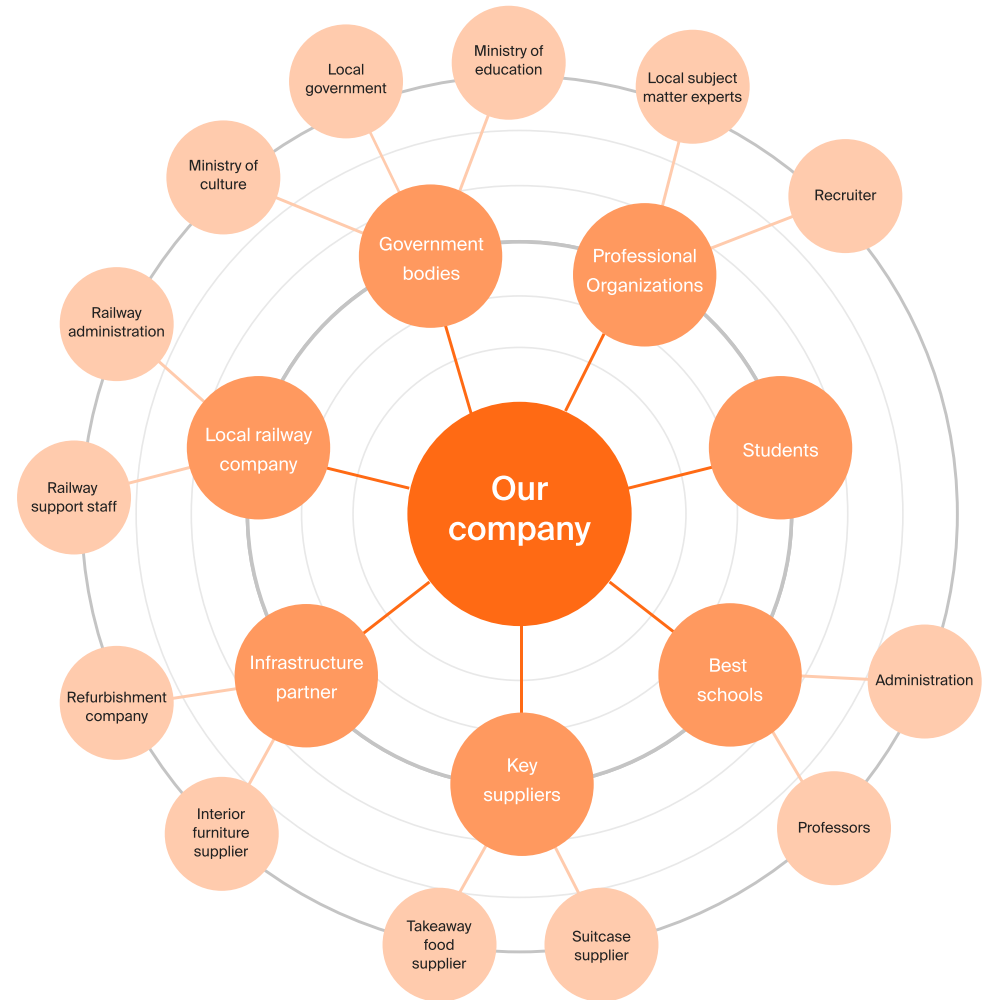 Ministry of
education
Local
government
Local subject
matter experts
Ministry of
culture
Recruiter
Government
bodies
Professional
Organizations
Railway
administration
Local railway
company
Students
Our
company
Railway
support staff
Infrastructure
partner
Best
schools
Administration
Refurbishment
company
Key
suppliers
Interior
furniture
supplier
Professors
Takeaway
food
supplier
Suitcase
supplier